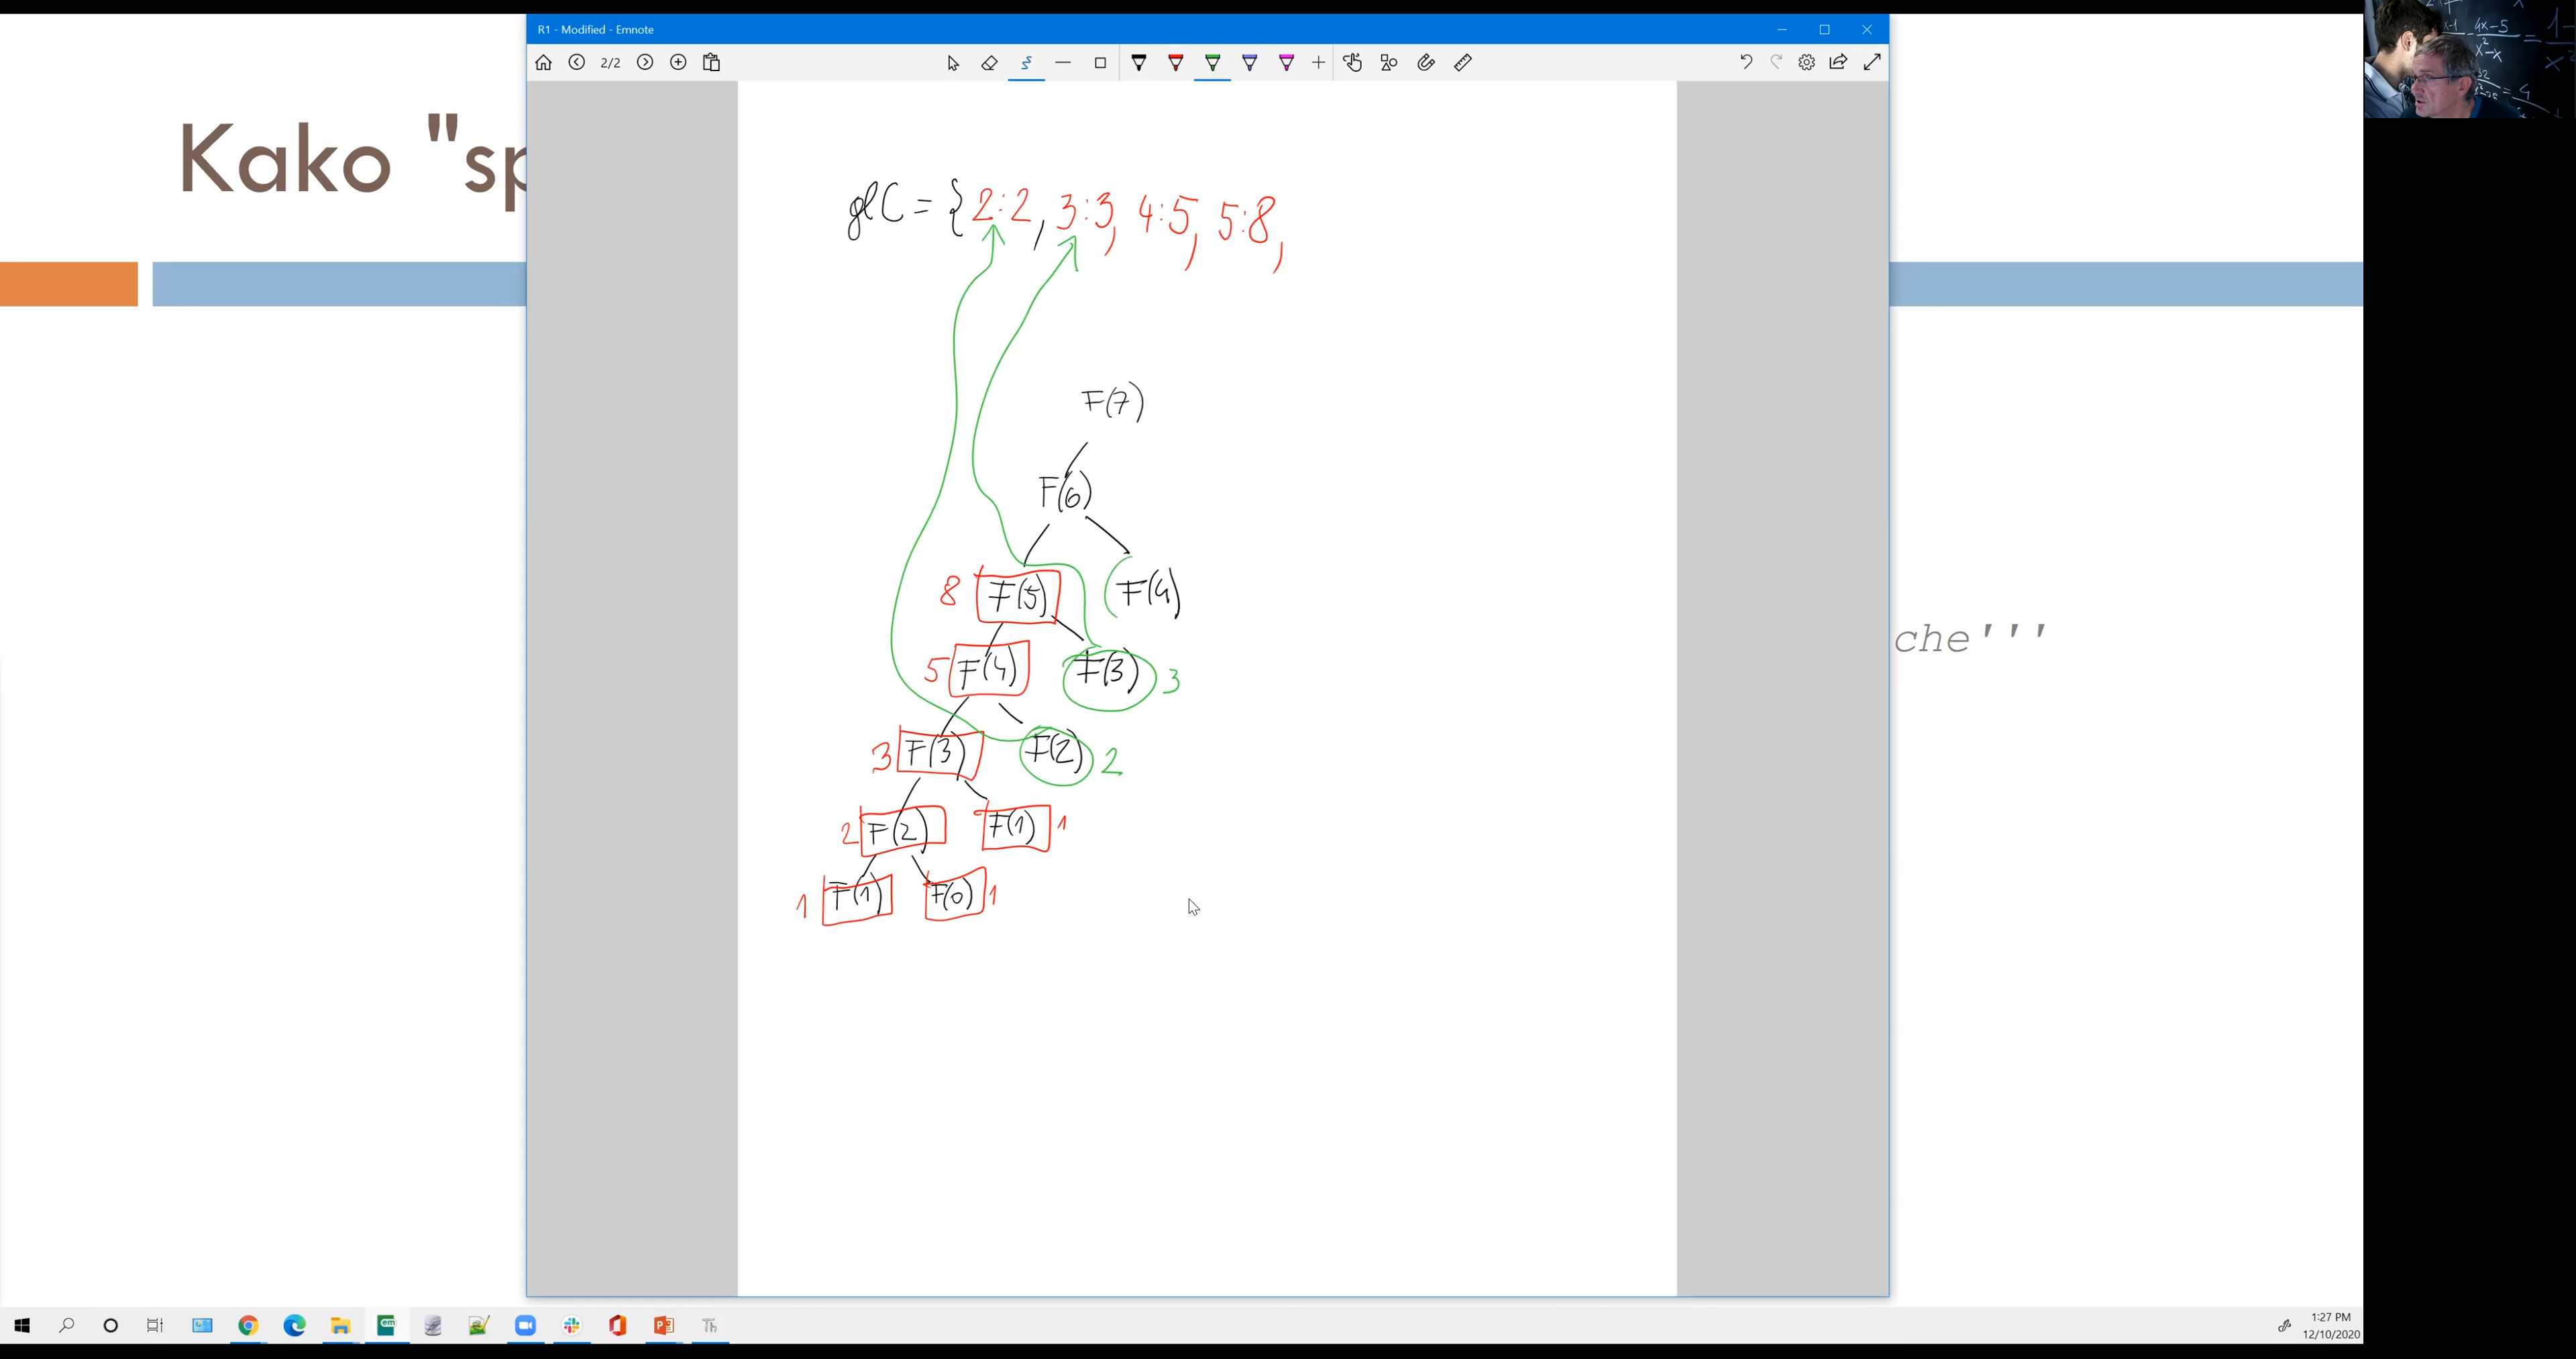 R1 - Modified - Emnote
2/2
Kako "sp
glC = { 2:2, 3:3, 4:5, 5:8,
F(7)
F(6)
8 F(5) F(4)
5 F(4) F(3) 3
3 F(3) F(2) 2
2 F(2) F(1) 1
1 F(1) F(0) 1
che'''
1:27 PM
12/10/2020